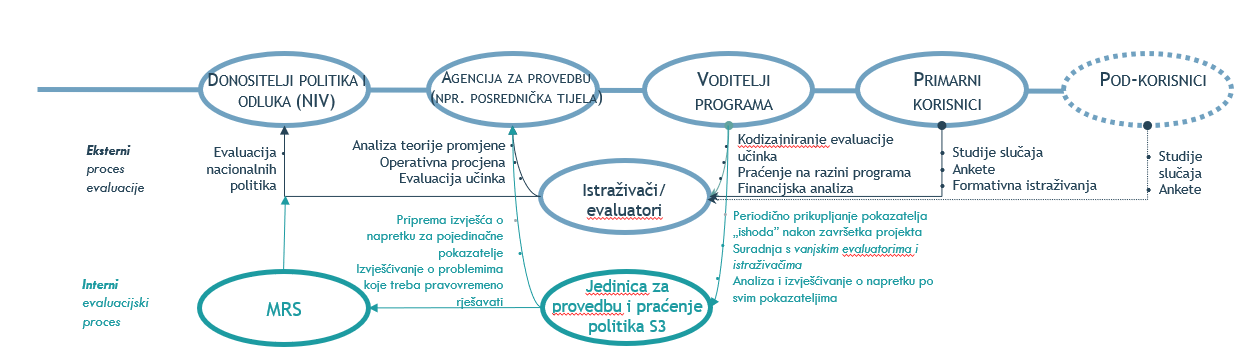 DONOSITELJI POLITIKA I
ODLUKA (NIV)
AGENCIJA ZA PROVEDBU
(NPR. POSREDNIČKA TIJELA)
VODITELJI
PROGRAMA
PRIMARNI
KORISNICI
POD-KORISNICI
Eksterni
proces
evaluacije
Evaluacija
nacionalnih
politika
Analiza teorije promjene
Operativna procjena
Evaluacija učinka
Istraživači/
evaluatori
Kodizajniranje evaluacije
učinka
Praćenje na razini programa
Financijska analiza
Studije slučaja
Ankete
Formativna istraživanja
Studije
slučaja
Ankete
Interni
evaluacijski
proces
MRS
Priprema izvješća o
napretku za pojedinačne
pokazatelje
Izvješćivanje o problemima
koje treba pravovremeno
rješavati
Jedinica za
provedbu i praćenje
politika S3
Periodično prikupljanje pokazatelja
„ishoda” nakon završetka projekta
Suradnja s vanjskim evaluatorima i
istraživačima
Analiza i izvješćivanje o napretku po
svim pokazateljima